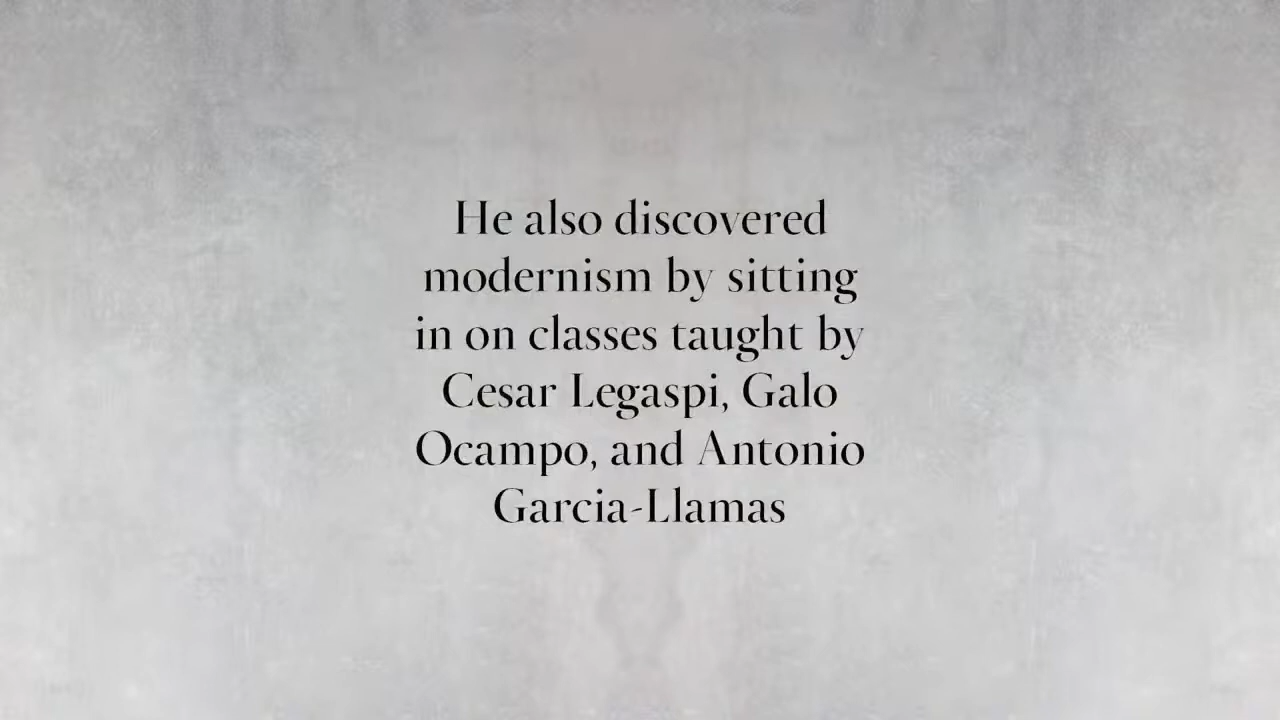 He also discovered
modernism by sitting
in on classes taught by
Cesar Legaspi, Galo
Ocampo, and Antonio
Garcia-Llamas